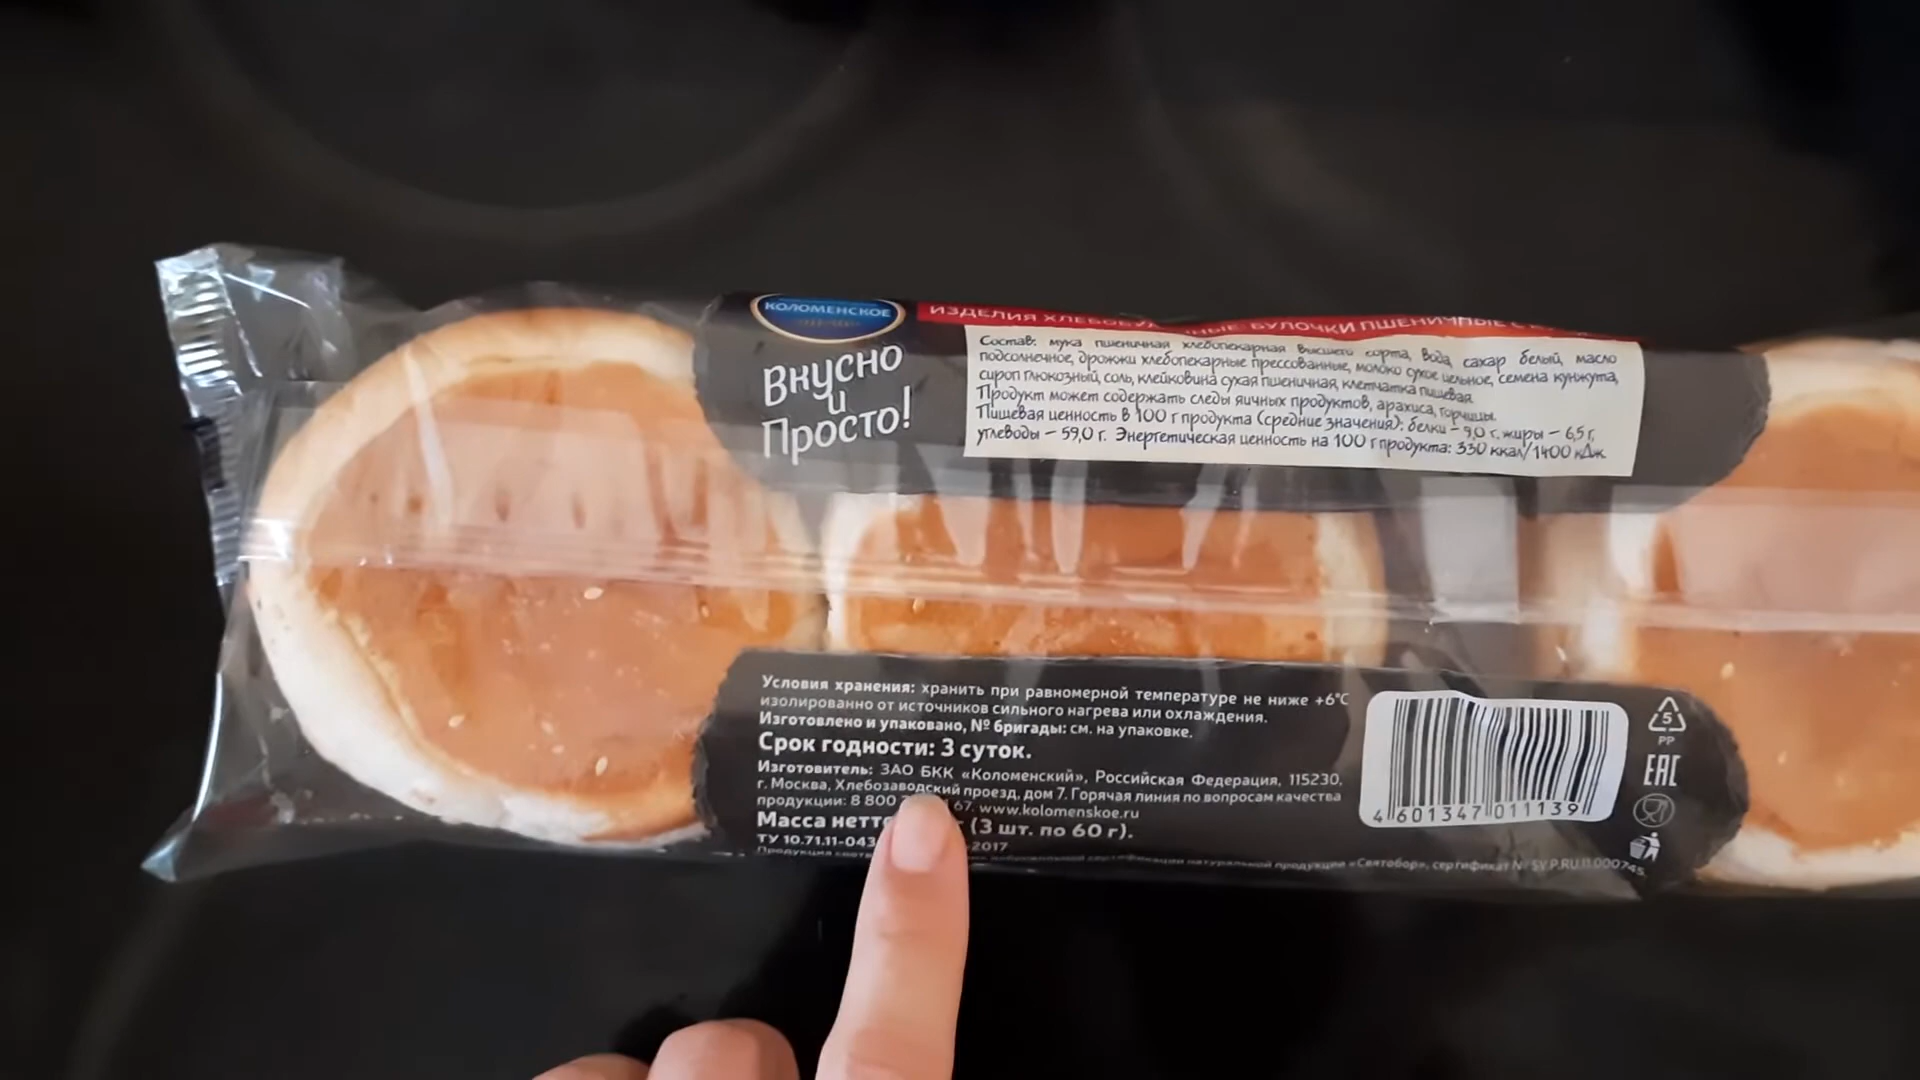 КОЛОМЕНСКОЕ
Вкусно
и
Просто!
ИЗДЕЛИЯ БУЛОЧКИ ПШЕНИЧНЫЕ С
Состав: мука пшеничная хлебопекарная высшего сорта, вода, сахар белый, масло
подсолнечное, дрожжи хлебопекарные прессованные, молоко сухое цельное, семена кунжута,
сироп глюкозный, соль, клейковина сухая пшеничная, клетчатка пищевая.
Продукт может содержать следы яичных продуктов, арахиса, горчицы.
Пищевая ценность в 100 г продукта (средние значения): белки – 9,0 г, жиры – 6,5 г,
углеводы – 59,0 г. Энергетическая ценность на 100 г продукта: 330 ккал/1400 кДж.
Условия хранения: хранить при равномерной температуре не ниже +6°С
изолированно от источников сильного нагрева или охлаждения.
Изготовлено и упаковано, № бригады: см. на упаковке.
Срок годности: 3 суток.
Изготовитель: ЗАО БКК «Коломенский», Российская Федерация, 115230,
г. Москва, Хлебозаводский проезд, дом 7. Горячая линия по вопросам качества
продукции: 8 800 67. www.kolomenskoe.ru
Масса нетто (3 шт. по 60 г).
ТУ 10.71.11-043 -2017
Продукция добровольной сертификации натуральной продукции «Святобор», сертификат №
4 601347 011139
5
PP
EAC